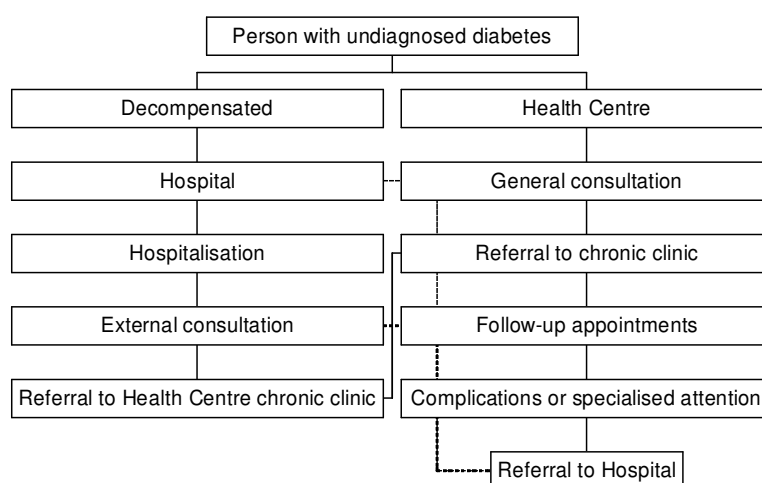 Person with undiagnosed diabetes
Decompensated
Health Centre
Hospital
General consultation
Hospitalisation
Referral to chronic clinic
External consultation
Follow-up appointments
Referral to Health Centre chronic clinic
Complications or specialised attention
Referral to Hospital